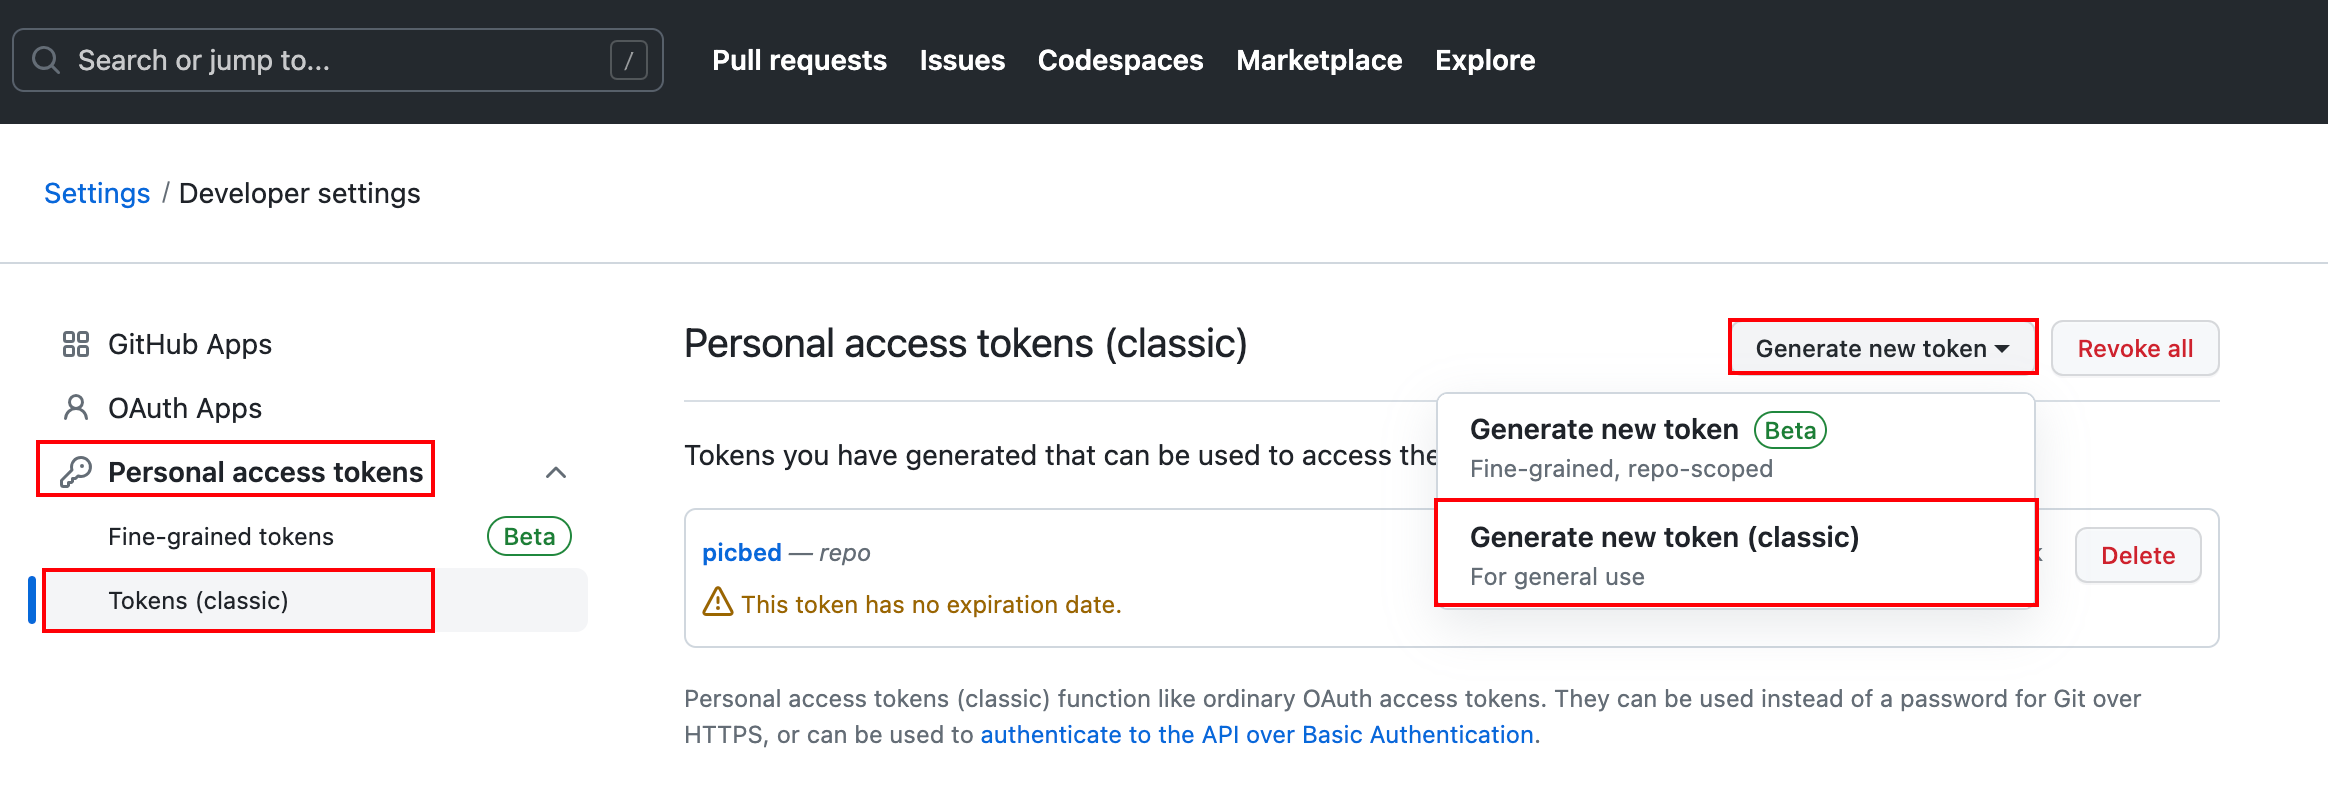 Search or jump to... /
Pull requests Issues Codespaces Marketplace Explore
Settings / Developer settings
GitHub Apps
OAuth Apps
Personal access tokens
Fine-grained tokens Beta
Tokens (classic)
Personal access tokens (classic)
Generate new token
Revoke all
Generate new token Beta
Fine-grained, repo-scoped
Generate new token (classic)
For general use
Tokens you have generated that can be used to access the
picbed — repo
Delete
This token has no expiration date.
Personal access tokens (classic) function like ordinary OAuth access tokens. They can be used instead of a password for Git over
HTTPS, or can be used to authenticate to the API over Basic Authentication.